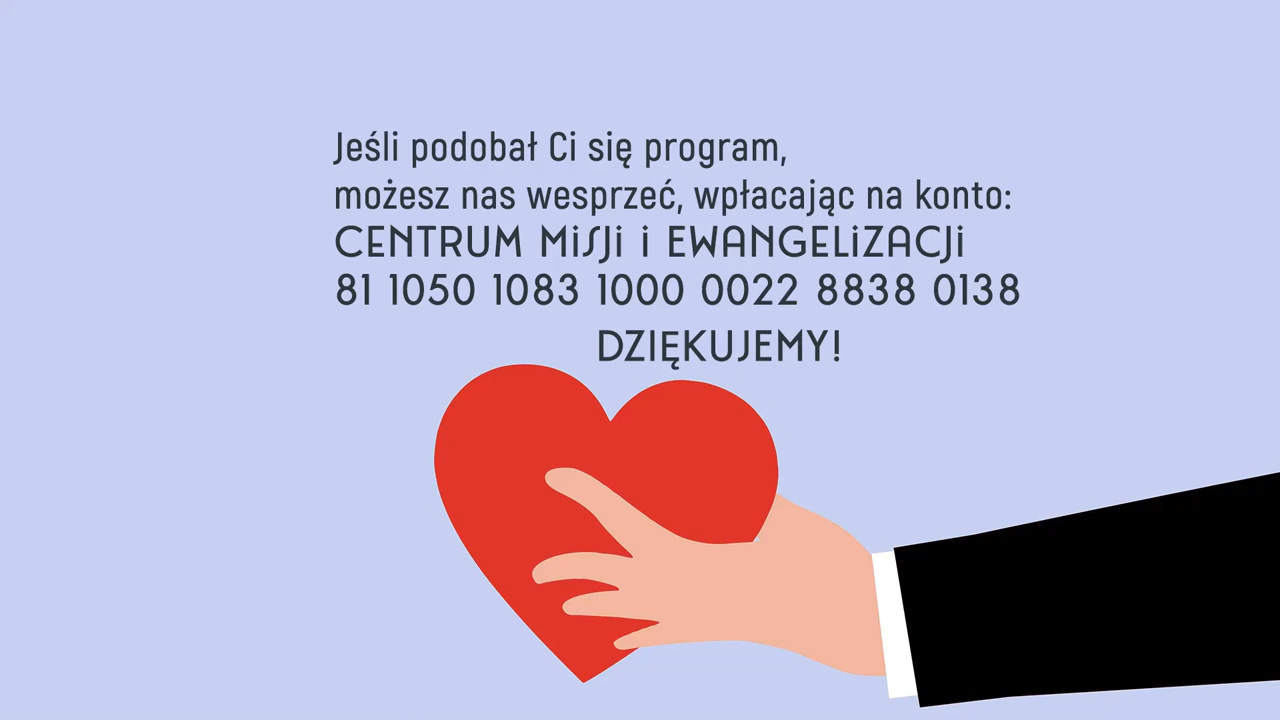 Jeśli podobał Ci się program,
możesz nas wesprzeć, wpłacając na konto:
CENTRUM MiSJi i EWANGELiZACJi
81 1050 1083 1000 0022 8838 0138
DZIĘKUJEMY!